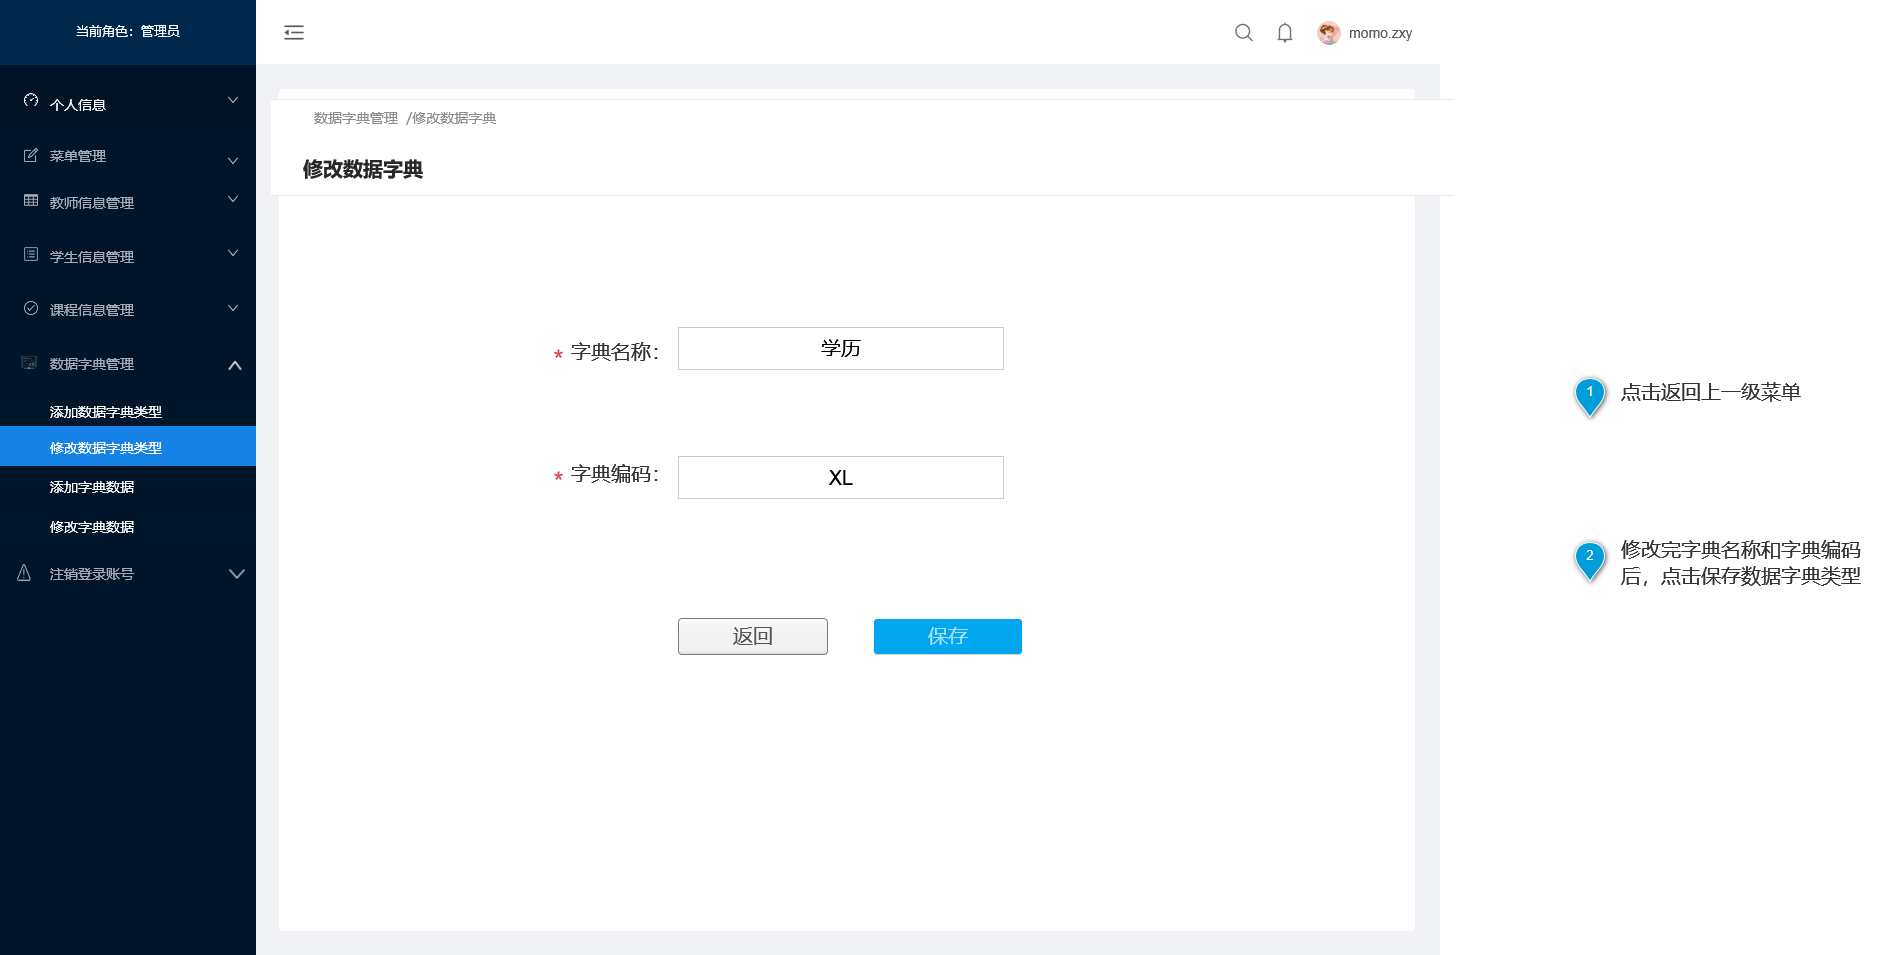 当前角色：管理员
个人信息
菜单管理
教师信息管理
学生信息管理
课程信息管理
数据字典管理
添加数据字典类型
修改数据字典类型
添加字典数据
修改字典数据
注销登录账号
momo.zxy
数据字典管理 /修改数据字典
修改数据字典
* 字典名称： 学历
* 字典编码： XL
返回 保存
1 点击返回上一级菜单
2 修改完字典名称和字典编码
后，点击保存数据字典类型